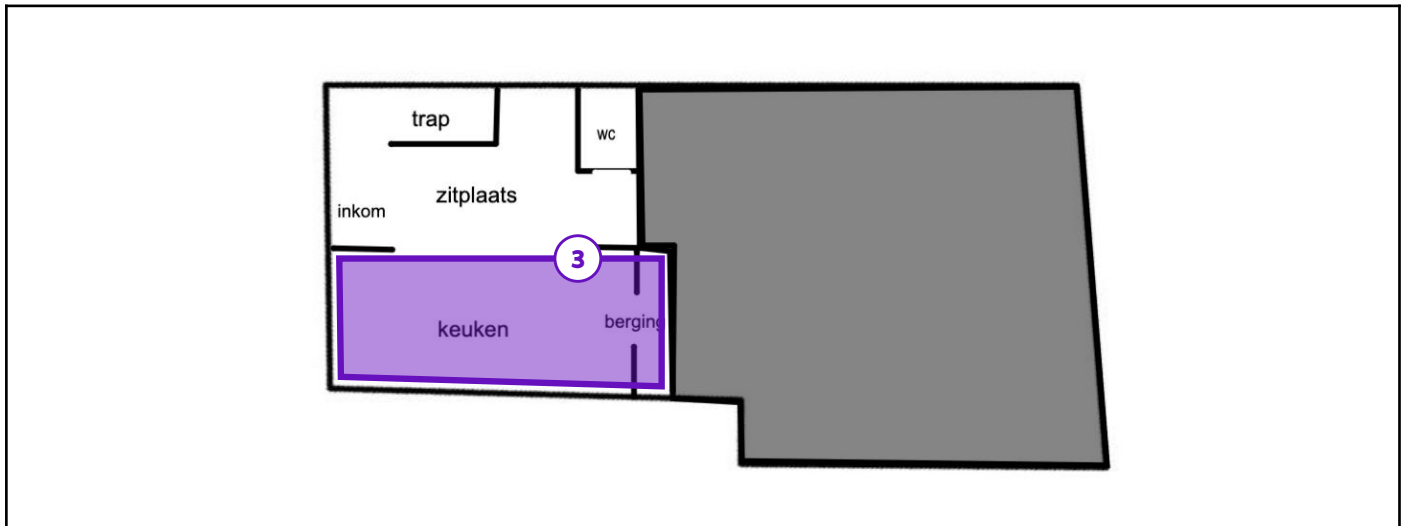 trap
wc
zitplaats
inkom
3
keuken
berging